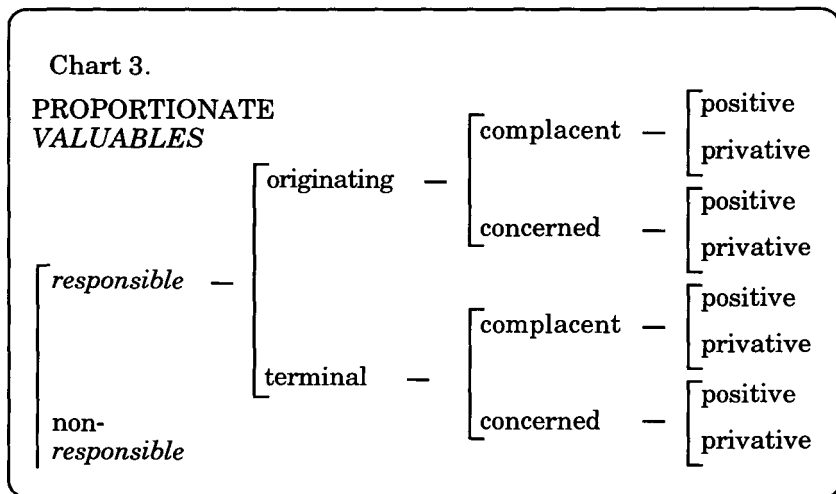 Chart 3.
PROPORTIONATE
VALUABLES
responsible —
non-
responsible
originating —
terminal —
complacent —
concerned —
complacent —
concerned —
positive
privative
positive
privative
positive
privative
positive
privative